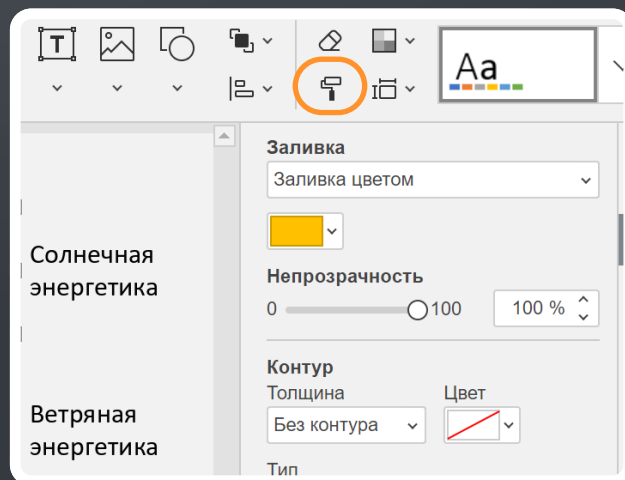 T
Aa
Заливка
Заливка цветом
Непрозрачность
0 100 100 %
Контур
Толщина Цвет
Без контура
Тип
Солнечная
энергетика
Ветряная
энергетика